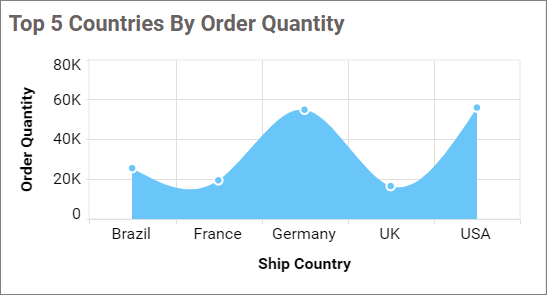 Top 5 Countries By Order Quantity
80K
60K
40K
20K
0
Order Quantity
Brazil France Germany UK USA
Ship Country